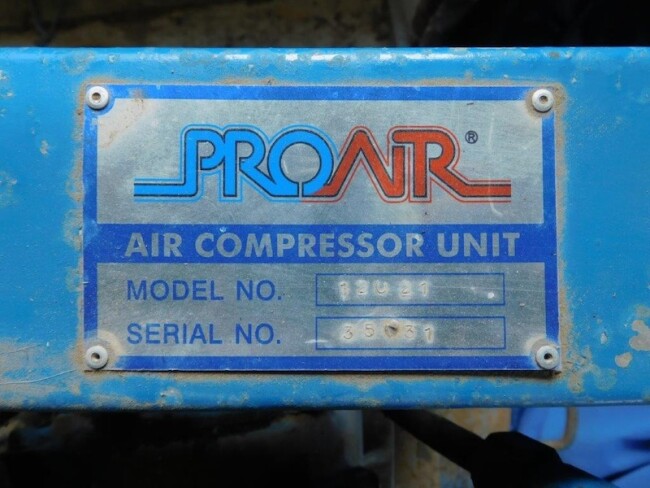 PROAIR®
AIR COMPRESSOR UNIT
MODEL NO.
SERIAL NO.